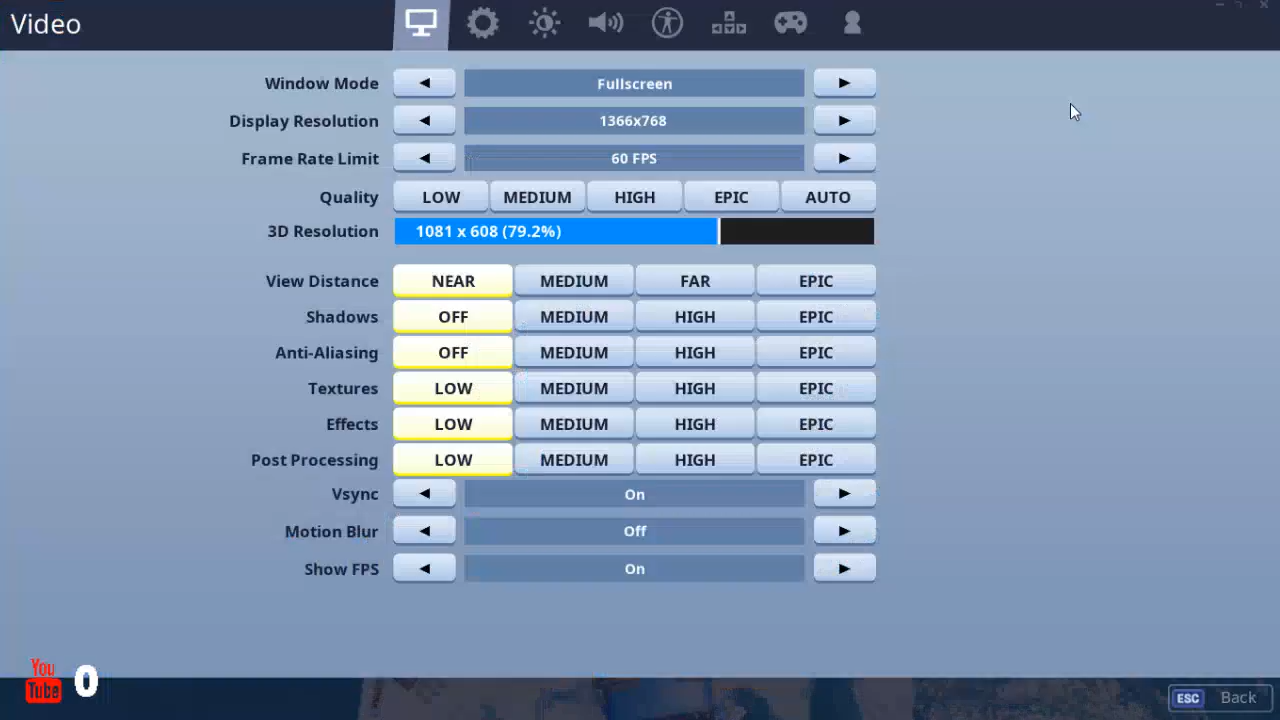 Video
Window Mode ◄ Fullscreen ►
Display Resolution ◄ 1366x768 ►
Frame Rate Limit ◄ 60 FPS ►
Quality LOW MEDIUM HIGH EPIC AUTO
3D Resolution 1081 x 608 (79.2%)
View Distance NEAR MEDIUM FAR EPIC
Shadows OFF MEDIUM HIGH EPIC
Anti-Aliasing OFF MEDIUM HIGH EPIC
Textures LOW MEDIUM HIGH EPIC
Effects LOW MEDIUM HIGH EPIC
Post Processing LOW MEDIUM HIGH EPIC
Vsync ◄ On ►
Motion Blur ◄ Off ►
Show FPS ◄ On ►
You
Tube 0
ESC Back